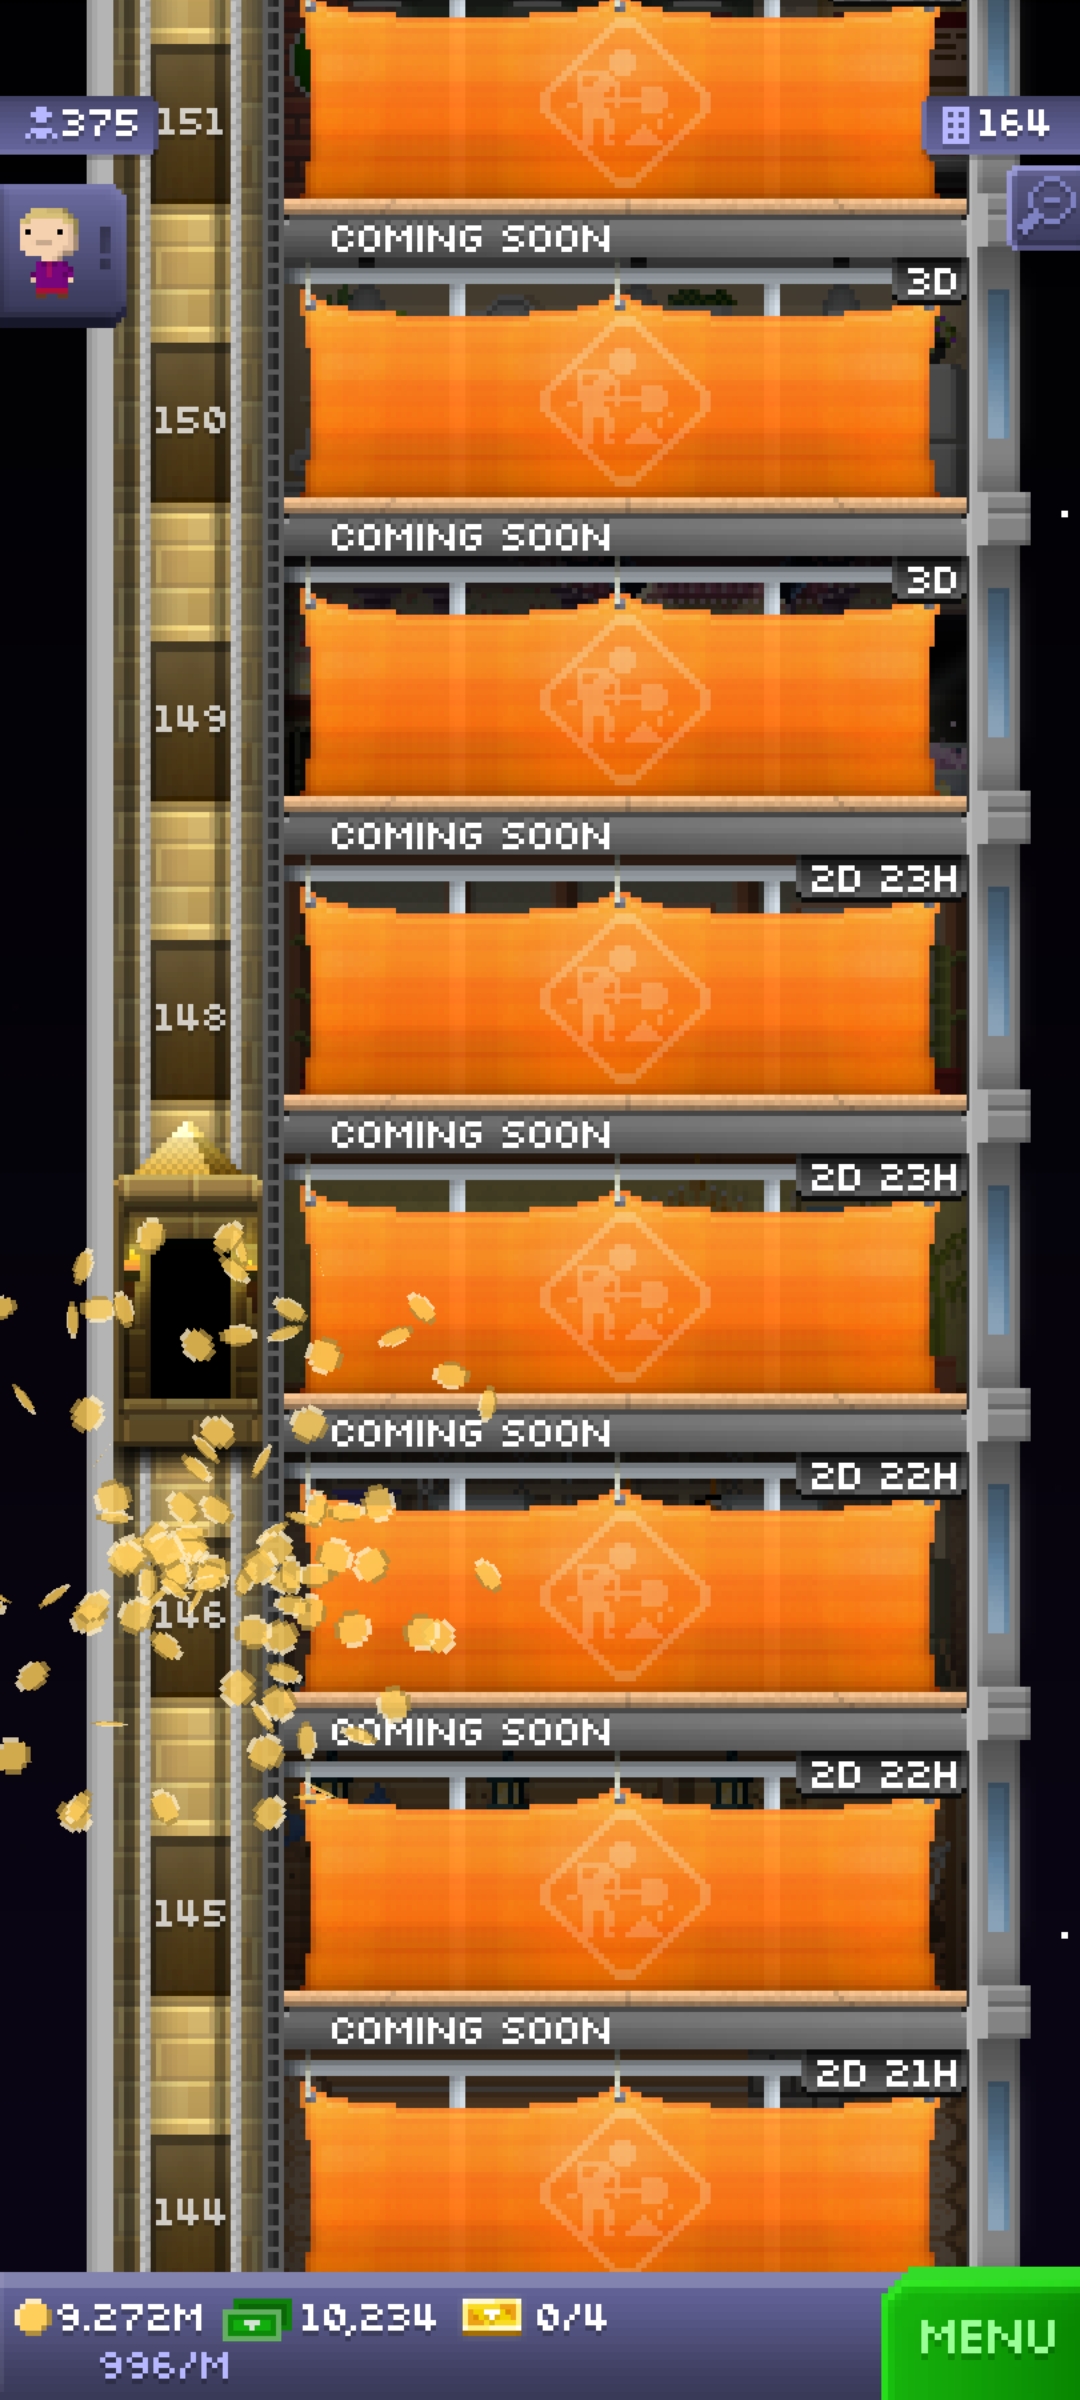 375
151
164
!
COMING SOON
3D
150
COMING SOON
3D
149
COMING SOON
2D 23H
148
COMING SOON
2D 23H
COMING SOON
2D 22H
146
COMING SOON
2D 22H
145
COMING SOON
2D 21H
144
9.272M 10,234 0/4
996/M
MENU